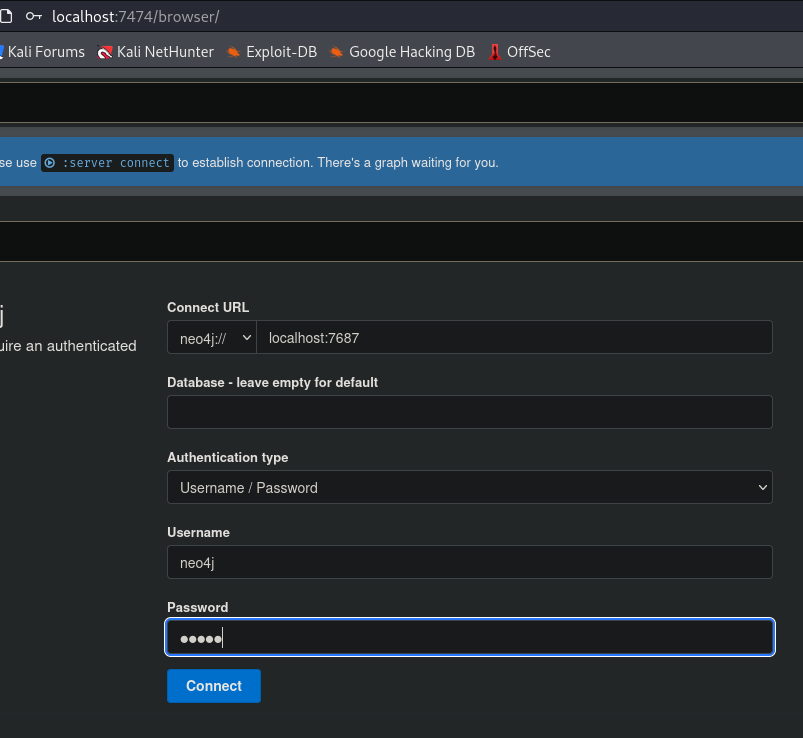 localhost:7474/browser/
Kali Forums Kali NetHunter Exploit-DB Google Hacking DB OffSec
se use :server connect to establish connection. There's a graph waiting for you.
j
uire an authenticated
Connect URL
neo4j:// localhost:7687
Database - leave empty for default
Authentication type
Username / Password
Username
neo4j
Password
●●●●●
Connect